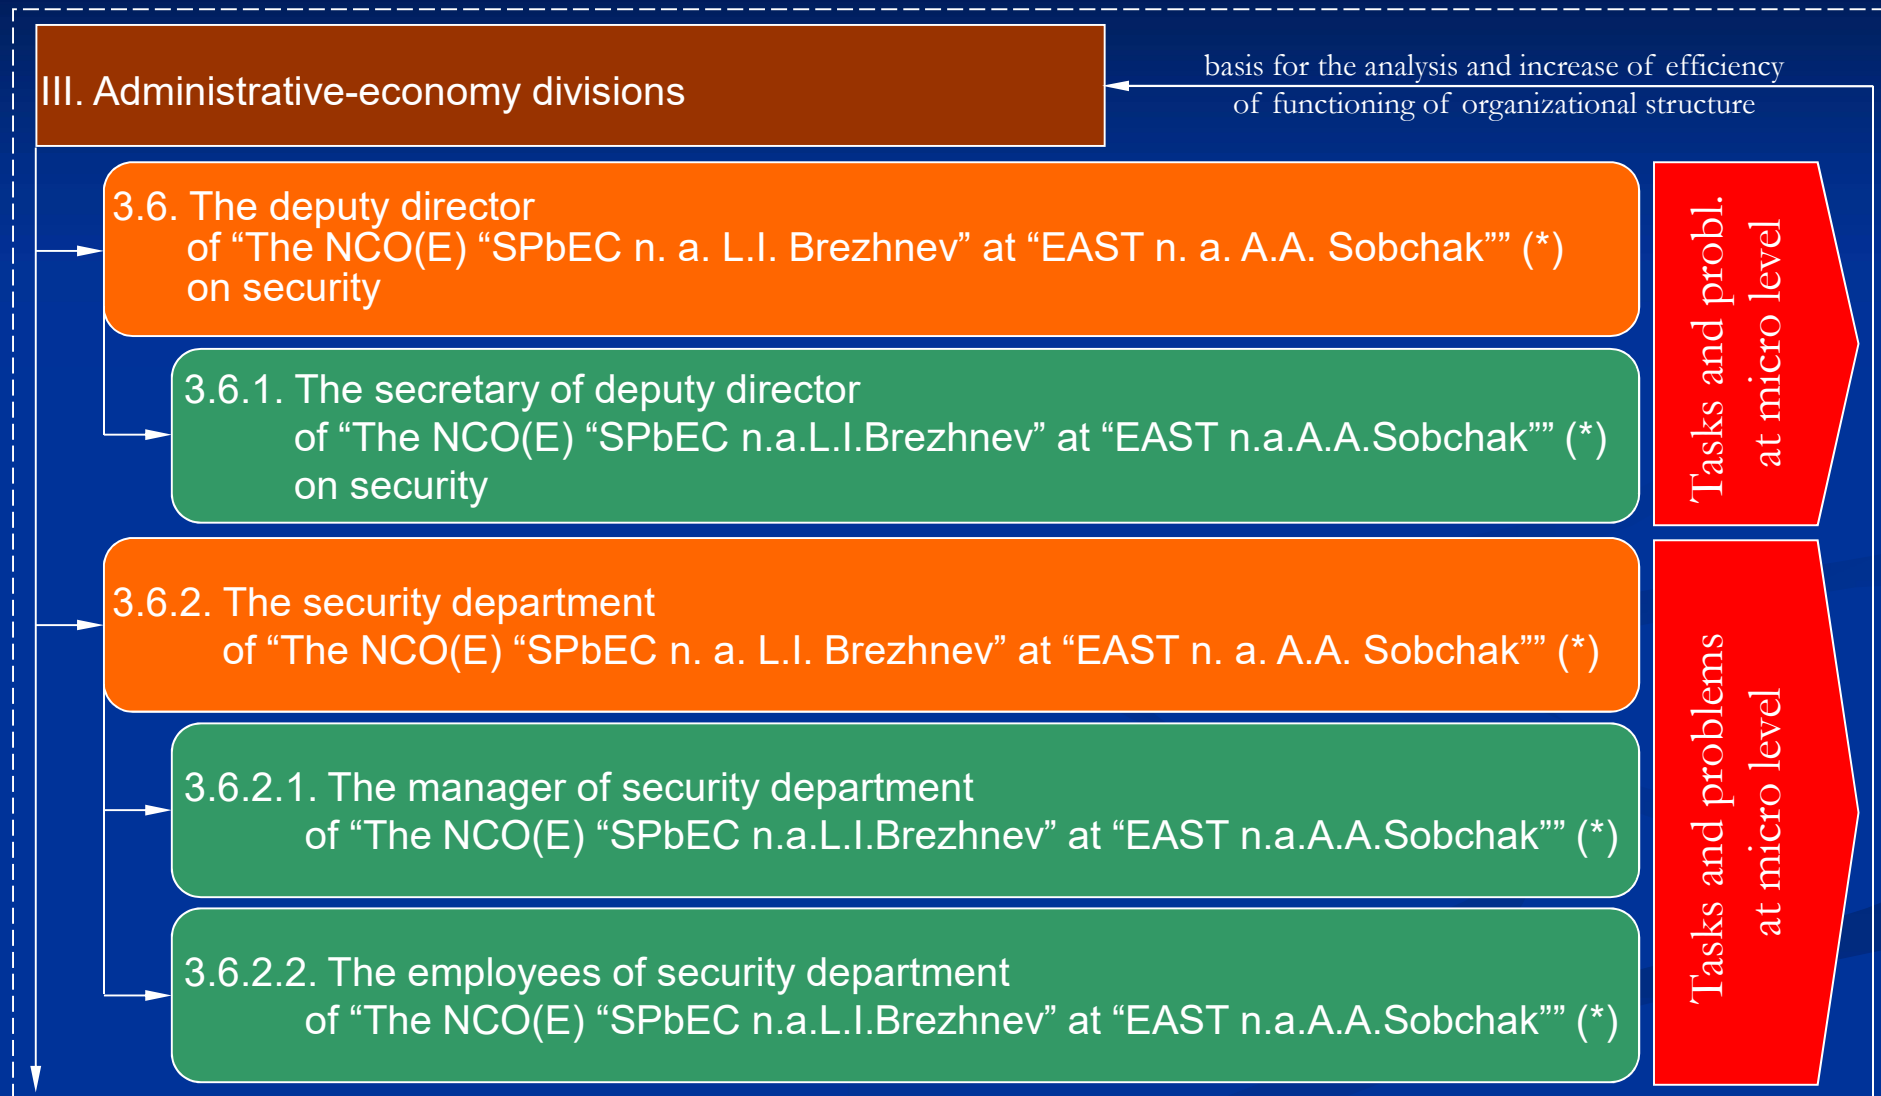 III. Administrative-economy divisions
basis for the analysis and increase of efficiency
of functioning of organizational structure
3.6. The deputy director
of “The NCO(E) “SPbEC n. a. L.I. Brezhnev” at “EAST n. a. A.A. Sobchak”” (*)
on security
3.6.1. The secretary of deputy director
of “The NCO(E) “SPbEC n.a.L.I.Brezhnev” at “EAST n.a.A.A.Sobchak”” (*)
on security
Tasks and probl.
at micro level
3.6.2. The security department
of “The NCO(E) “SPbEC n. a. L.I. Brezhnev” at “EAST n. a. A.A. Sobchak”” (*)
3.6.2.1. The manager of security department
of “The NCO(E) “SPbEC n.a.L.I.Brezhnev” at “EAST n.a.A.A.Sobchak”” (*)
3.6.2.2. The employees of security department
of “The NCO(E) “SPbEC n.a.L.I.Brezhnev” at “EAST n.a.A.A.Sobchak”” (*)
Tasks and problems
at micro level